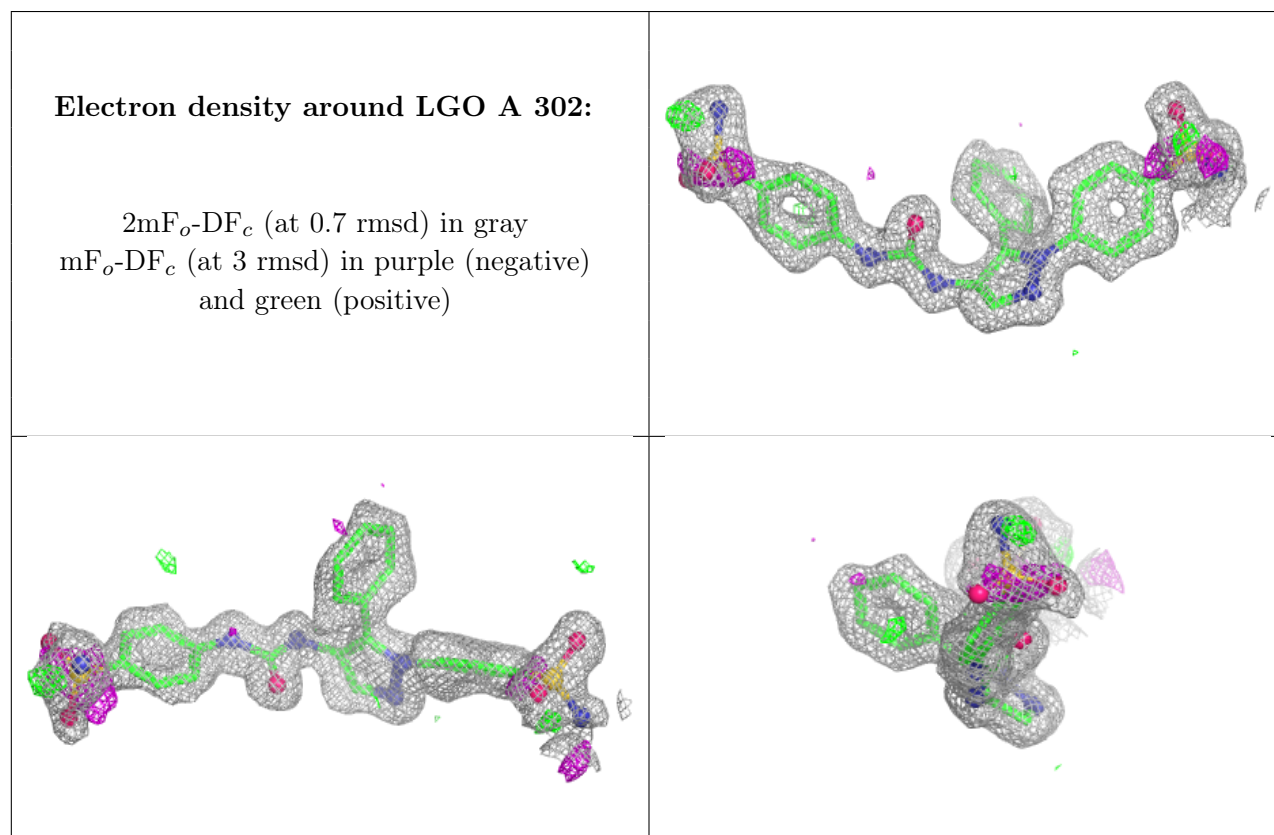 Electron density around LGO A 302:
2mFo-DFc (at 0.7 rmsd) in gray
mFo-DFc (at 3 rmsd) in purple (negative)
and green (positive)